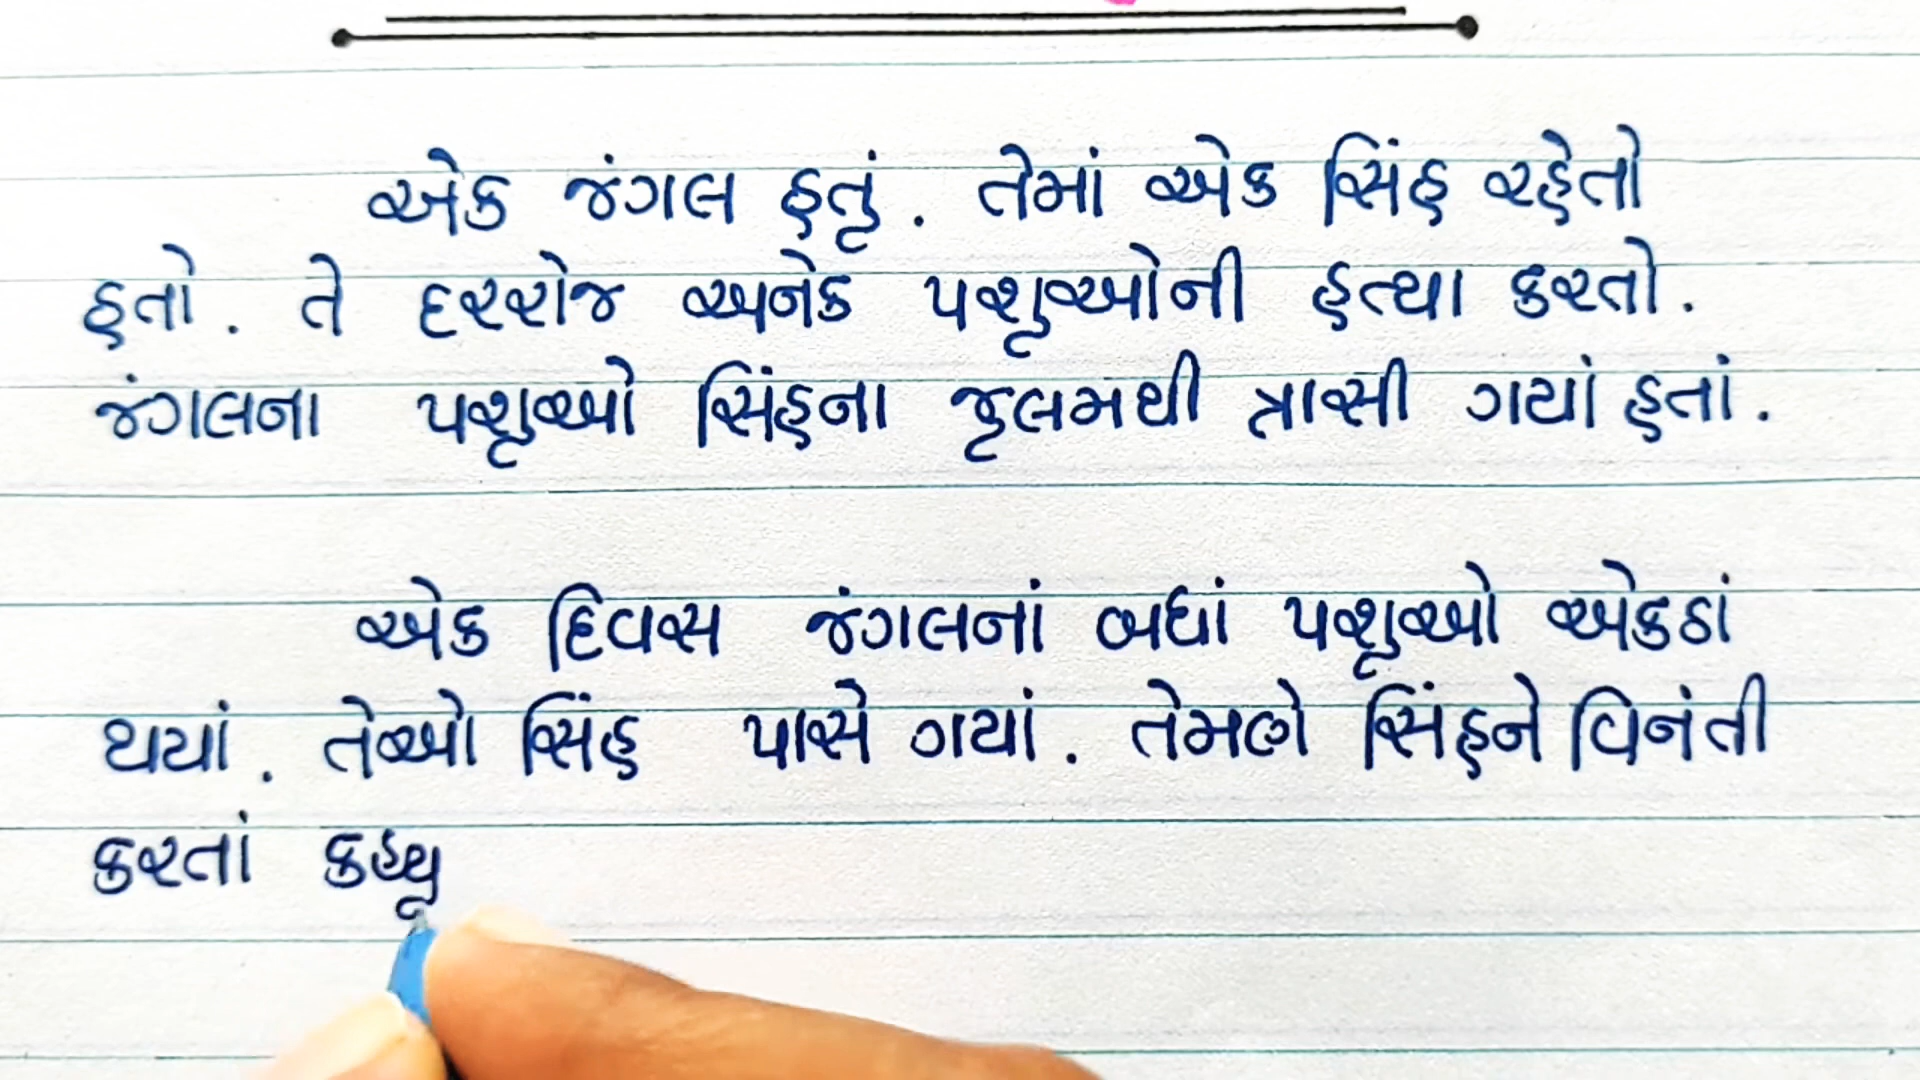 એક જંગલ હતું. તેમાં એક સિંહ રહેતો
હતો. તે દરરોજ અનેક પશુઓની હત્યા કરતો.
જંગલના પશુઓ સિંહના જુલમથી ત્રાસી ગયાં હતાં.
એક દિવસ જંગલનાં બધાં પશુઓ એકઠાં
થયાં. તેઓ સિંહ પાસે ગયાં. તેમણે સિંહને વિનંતી
કરતાં કહ્યુ